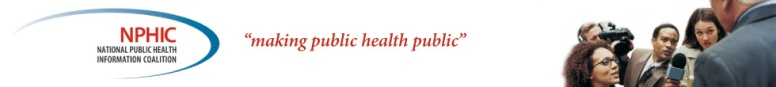 NPHIC
NATIONAL PUBLIC HEALTH
INFORMATION COALITION
“making public health public”